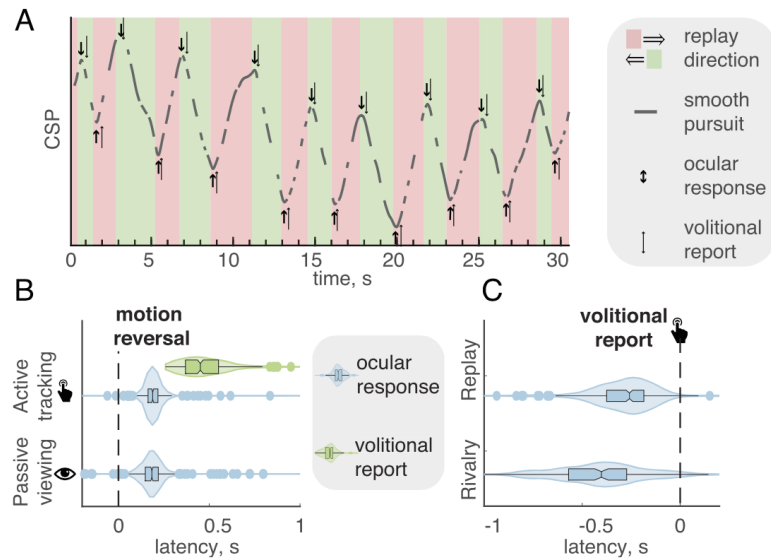 A
CSP
0 5 10 15 20 25 30
time, s
replay
direction
smooth
pursuit
ocular
response
volitional
report
B
motion
reversal
Active
tracking
Passive
viewing
0 0.5 1
latency, s
ocular
response
volitional
report
C
volitional
report
Replay
Rivalry
-1 -0.5 0
latency, s